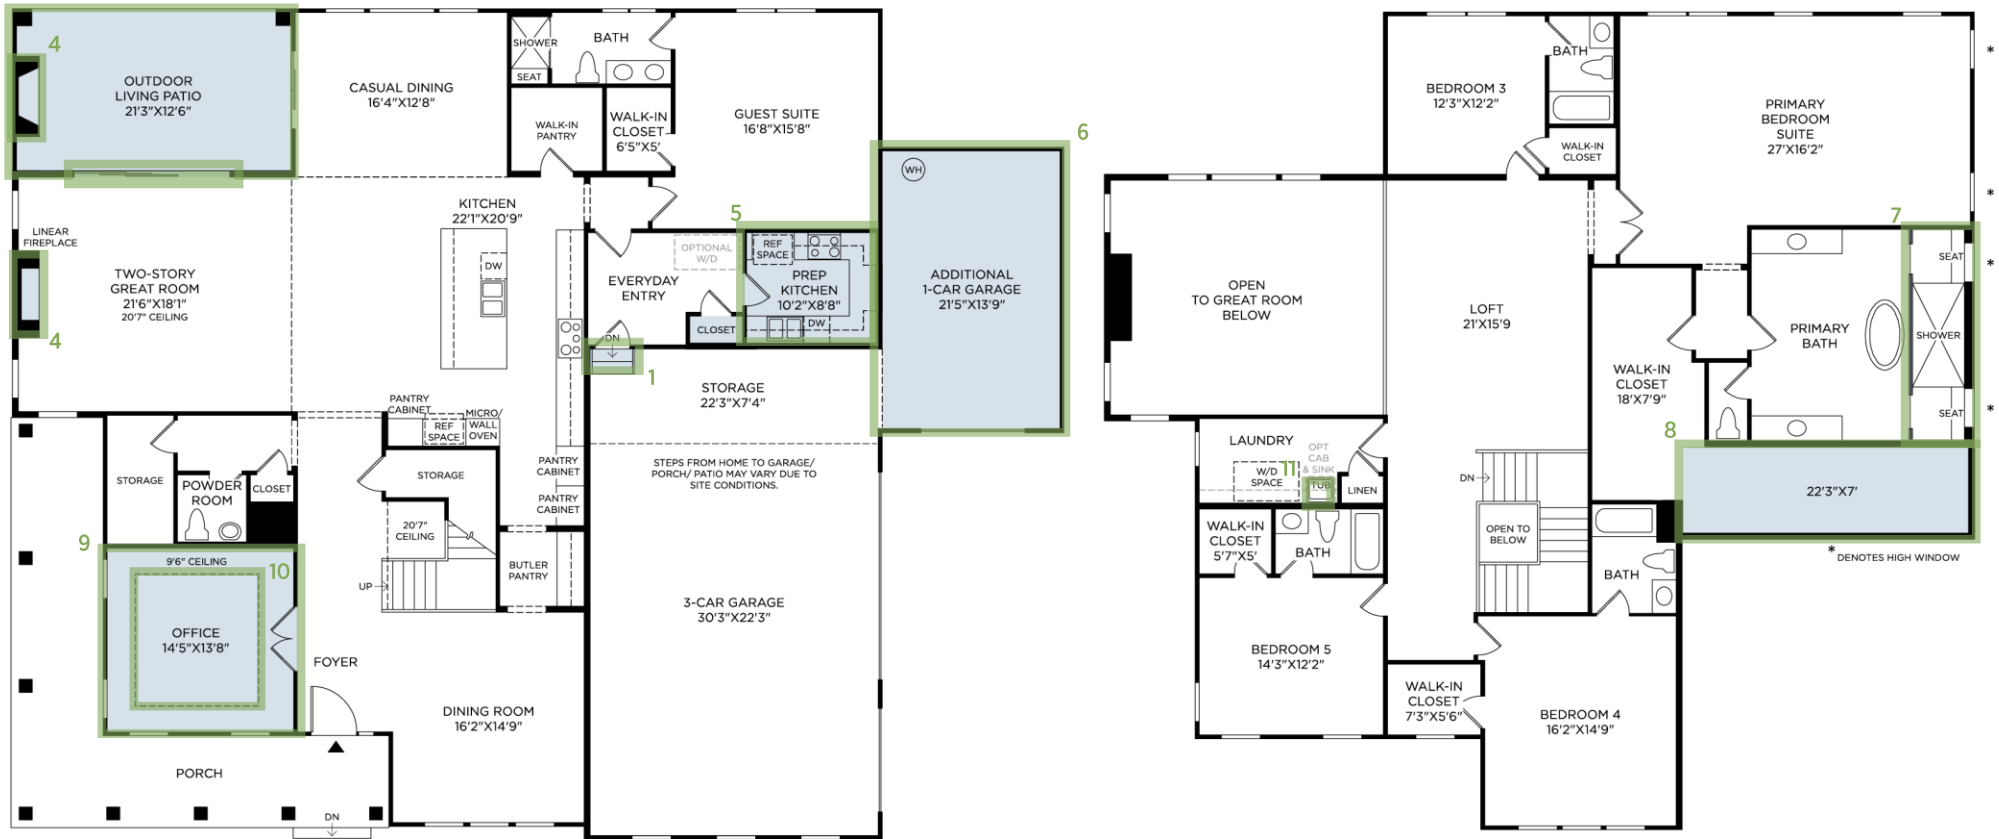 4
OUTDOOR
LIVING PATIO
21'3"X12'6"
CASUAL DINING
16'4"X12'8"
SHOWER
SEAT
BATH
WALK-IN
PANTRY
WALK-IN
CLOSET
6'5"X5'
GUEST SUITE
16'8"X15'8"
6
WH
ADDITIONAL
1-CAR GARAGE
21'5"X13'9"
LINEAR
FIREPLACE
4
TWO-STORY
GREAT ROOM
21'6"X18'1"
20'7" CEILING
KITCHEN
22'1"X20'9"
DW
OPTIONAL
W/D
EVERYDAY
ENTRY
CLOSET
5
REF
SPACE
PREP
KITCHEN
10'2"X8'8"
DW
DN
1
STORAGE
22'3"X7'4"
PANTRY
CABINET
REF
SPACE
MICRO/
WALL
OVEN
STEPS FROM HOME TO GARAGE/
PORCH/ PATIO MAY VARY DUE TO
SITE CONDITIONS.
PANTRY
CABINET
PANTRY
CABINET
STORAGE
POWDER
ROOM
CLOSET
STORAGE
20'7"
CEILING
UP
BUTLER
PANTRY
9
9'6" CEILING
10
OFFICE
14'5"X13'8"
FOYER
3-CAR GARAGE
30'3"X22'3"
DINING ROOM
16'2"X14'9"
PORCH
DN
BEDROOM 3
12'3"X12'2"
BATH
WALK-IN
CLOSET
PRIMARY
BEDROOM
SUITE
27'X16'2"
*
*
*
*
7
OPEN
TO GREAT ROOM
BELOW
LOFT
21'X15'9
WALK-IN
CLOSET
18'X7'9"
PRIMARY
BATH
SEAT
SHOWER
SEAT
8
22'3"X7'
* DENOTES HIGH WINDOW
LAUNDRY
W/D
SPACE
OPT
CAB
& SINK
11
TUB
LINEN
DN
OPEN TO
BELOW
WALK-IN
CLOSET
5'7"X5'
BATH
BATH
BEDROOM 5
14'3"X12'2"
WALK-IN
CLOSET
7'3"X5'6"
BEDROOM 4
16'2"X14'9"